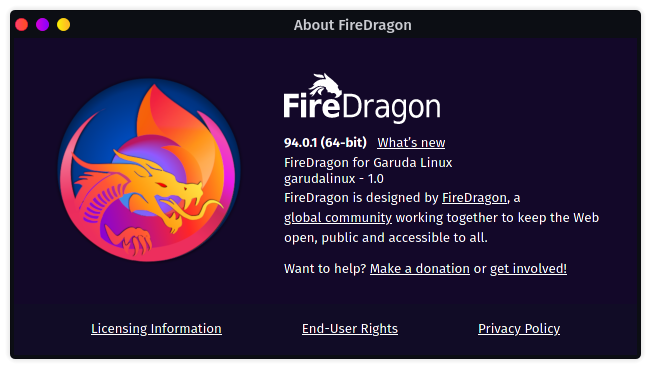 About FireDragon
FireDragon
94.0.1 (64-bit) What's new
FireDragon for Garuda Linux
garudalinux - 1.0
FireDragon is designed by FireDragon, a
global community working together to keep the Web
open, public and accessible to all.
Want to help? Make a donation or get involved!
Licensing Information End-User Rights Privacy Policy